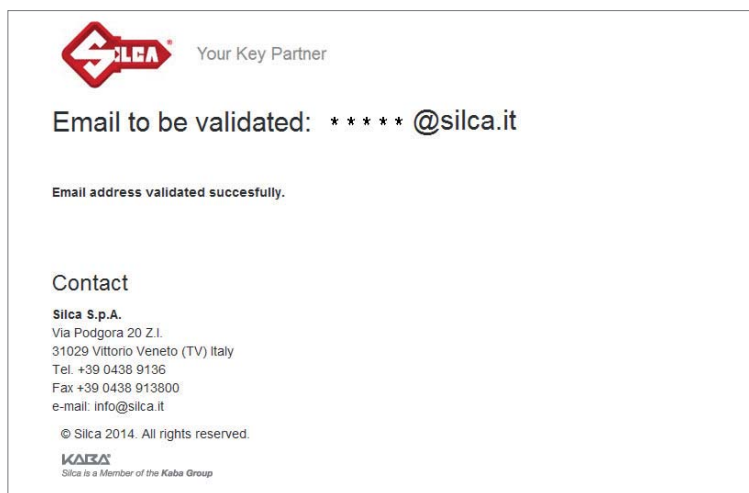 SILCA®
Your Key Partner
Email to be validated: * * * * * @silca.it
Email address validated succesfully.
Contact
Silca S.p.A.
Via Podgora 20 Z.I.
31029 Vittorio Veneto (TV) Italy
Tel. +39 0438 9136
Fax +39 0438 913800
e-mail: info@silca.it
© Silca 2014. All rights reserved.
KABA®
Silca is a Member of the Kaba Group